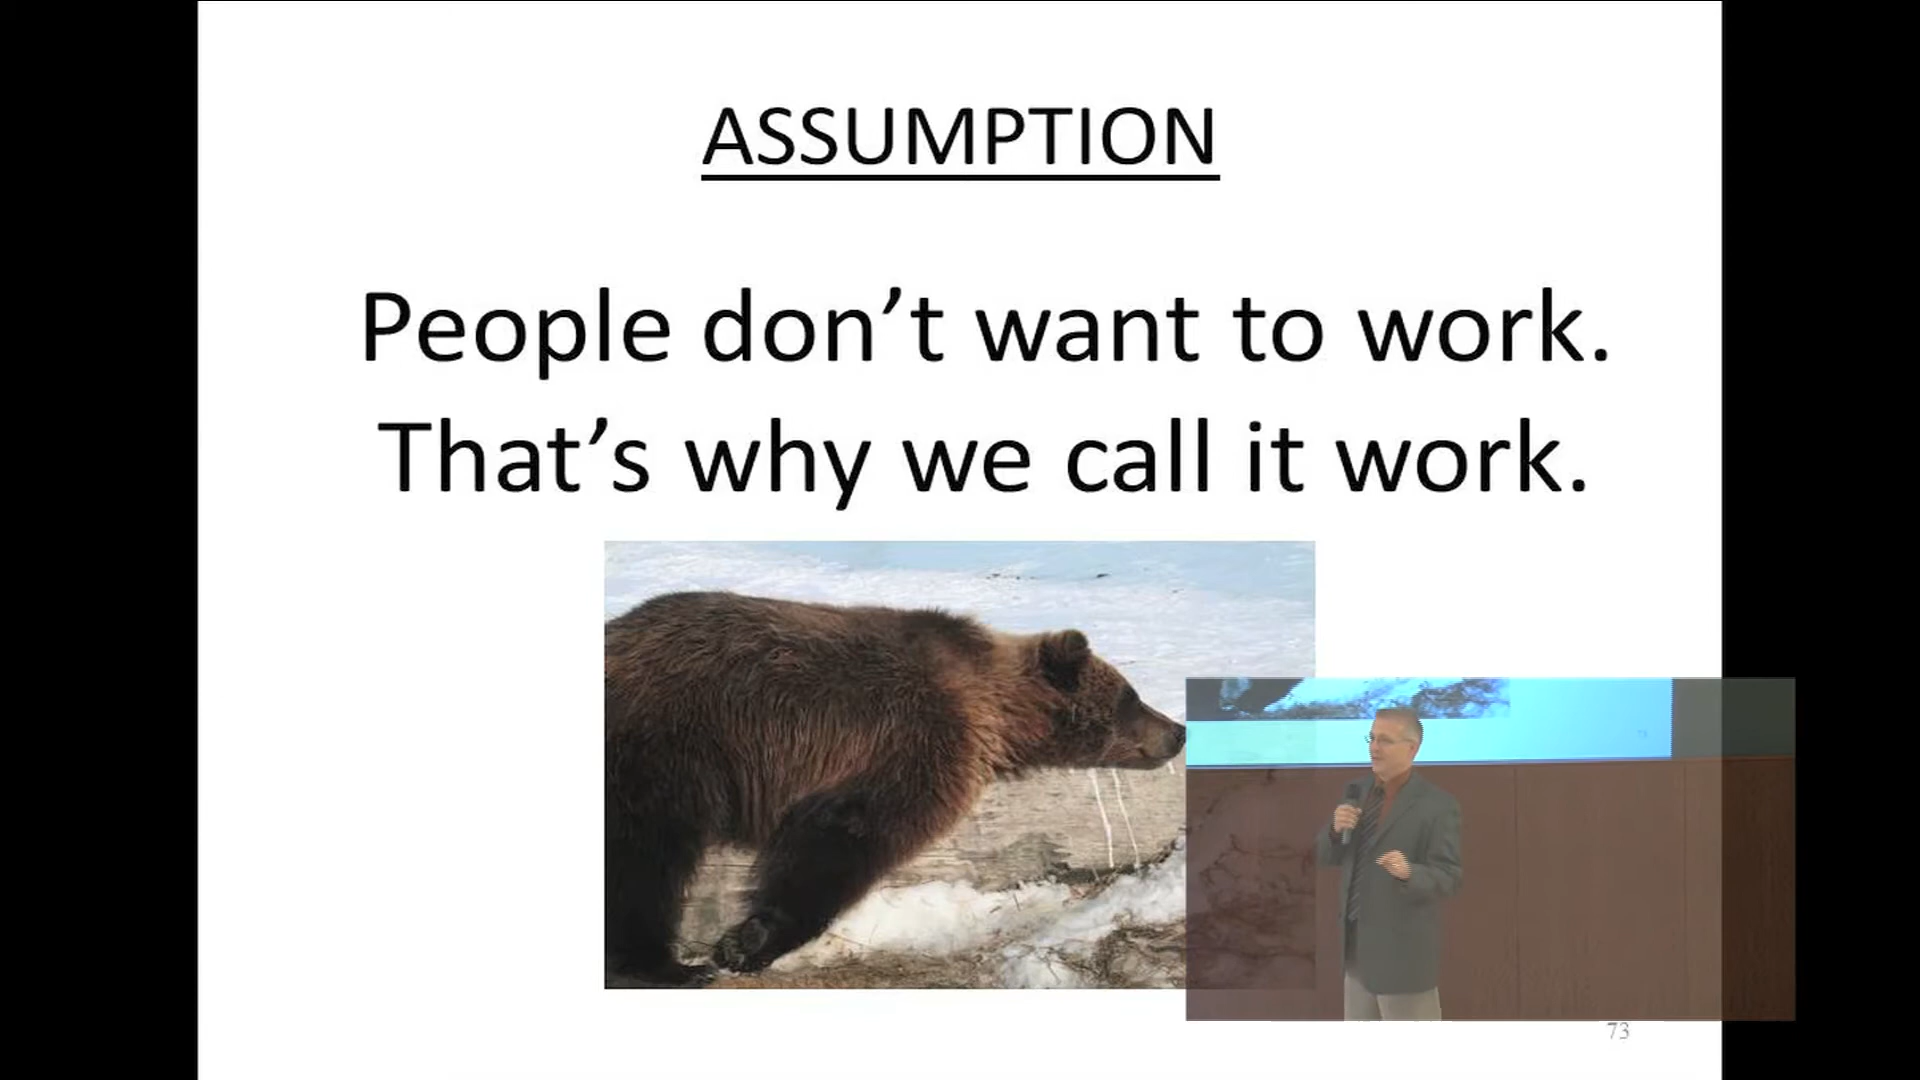 ASSUMPTION
People don’t want to work.
That’s why we call it work.
73